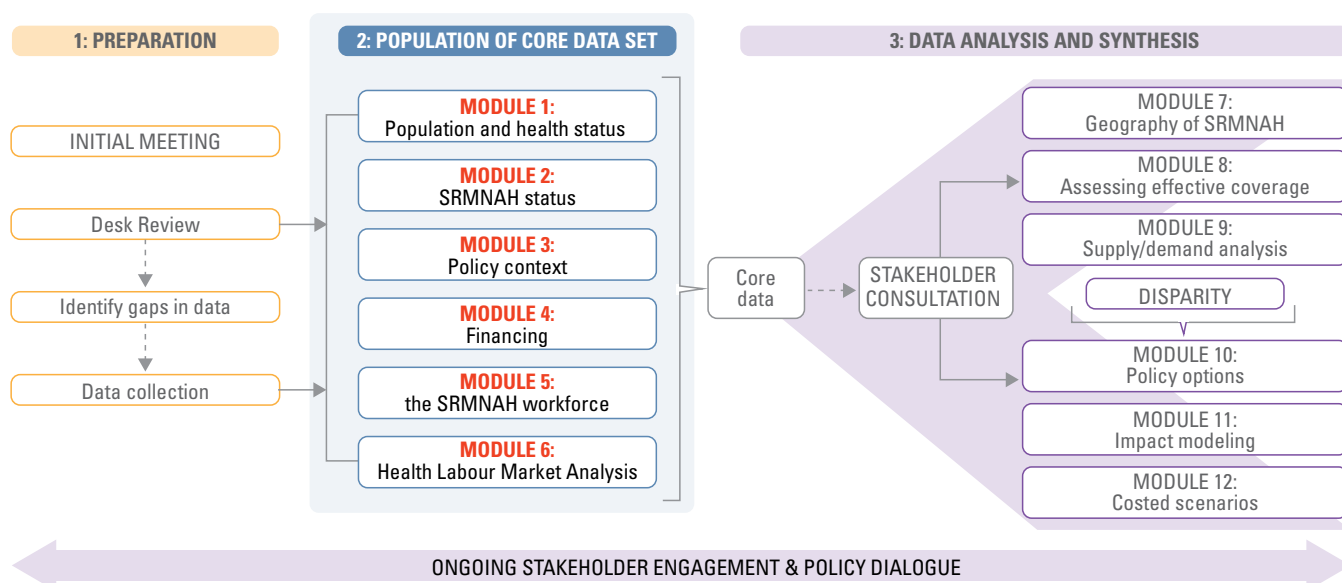 1: PREPARATION
INITIAL MEETING
Desk Review
Identify gaps in data
Data collection
2: POPULATION OF CORE DATA SET
MODULE 1:
Population and health status
MODULE 2:
SRMNAH status
MODULE 3:
Policy context
MODULE 4:
Financing
MODULE 5:
the SRMNAH workforce
MODULE 6:
Health Labour Market Analysis
Core
data
3: DATA ANALYSIS AND SYNTHESIS
STAKEHOLDER
CONSULTATION
MODULE 7:
Geography of SRMNAH
MODULE 8:
Assessing effective coverage
MODULE 9:
Supply/demand analysis
DISPARITY
MODULE 10:
Policy options
MODULE 11:
Impact modeling
MODULE 12:
Costed scenarios
ONGOING STAKEHOLDER ENGAGEMENT & POLICY DIALOGUE